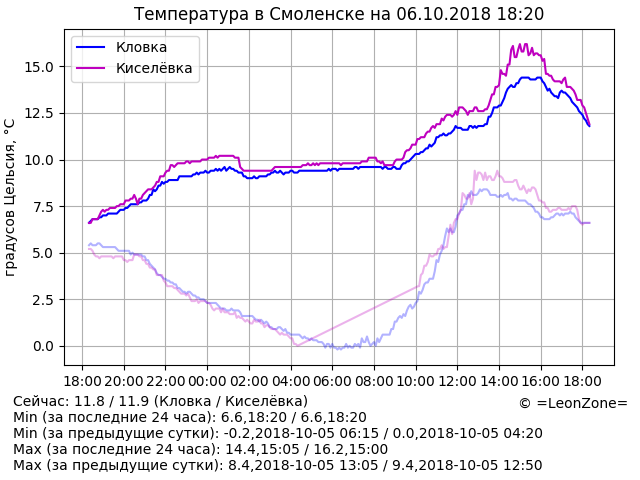 Температура в Смоленске на 06.10.2018 18:20
Кловка
Киселёвка
градусов Цельсия, °C
15.0
12.5
10.0
7.5
5.0
2.5
0.0
18:00 20:00 22:00 00:00 02:00 04:00 06:00 08:00 10:00 12:00 14:00 16:00 18:00
Сейчас: 11.8 / 11.9 (Кловка / Киселёвка)
© =LeonZone=
Min (за последние 24 часа): 6.6,18:20 / 6.6,18:20
Min (за предыдущие сутки): -0.2,2018-10-05 06:15 / 0.0,2018-10-05 04:20
Max (за последние 24 часа): 14.4,15:05 / 16.2,15:00
Max (за предыдущие сутки): 8.4,2018-10-05 13:05 / 9.4,2018-10-05 12:50